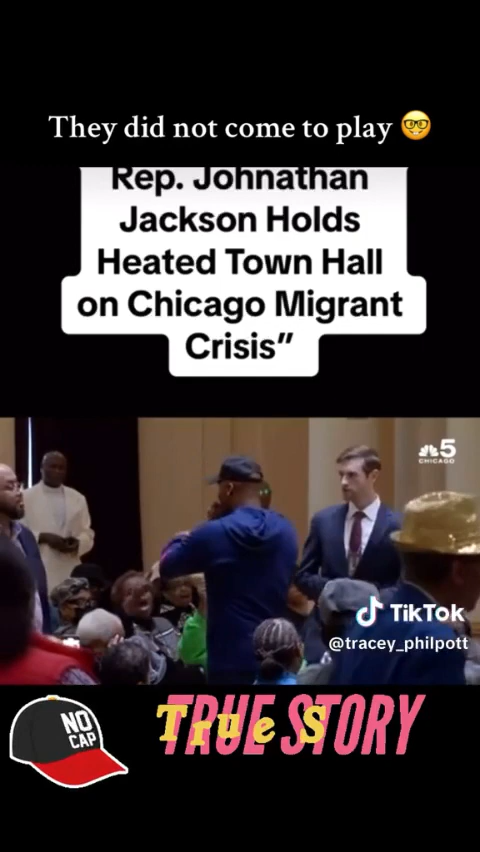 They did not come to play 🤓
Rep. Johnathan
Jackson Holds
Heated Town Hall
on Chicago Migrant
Crisis”
5
CHICAGO
TikTok
@tracey_philpott
NO
CAP
TRUE STORY
True S